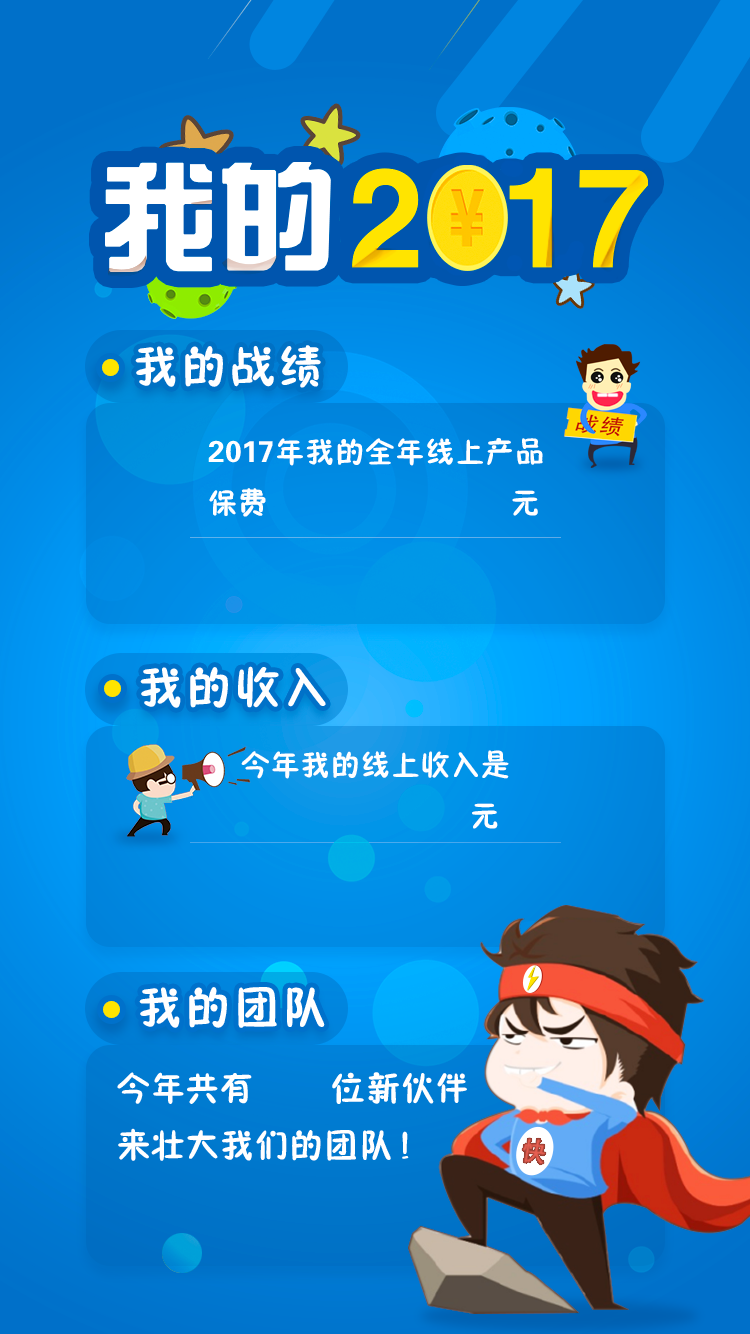 我的2017
我的战绩
战绩
2017年我的全年线上产品
保费 元
我的收入
今年我的线上收入是
元
我的团队
今年共有 位新伙伴
来壮大我们的团队!
快